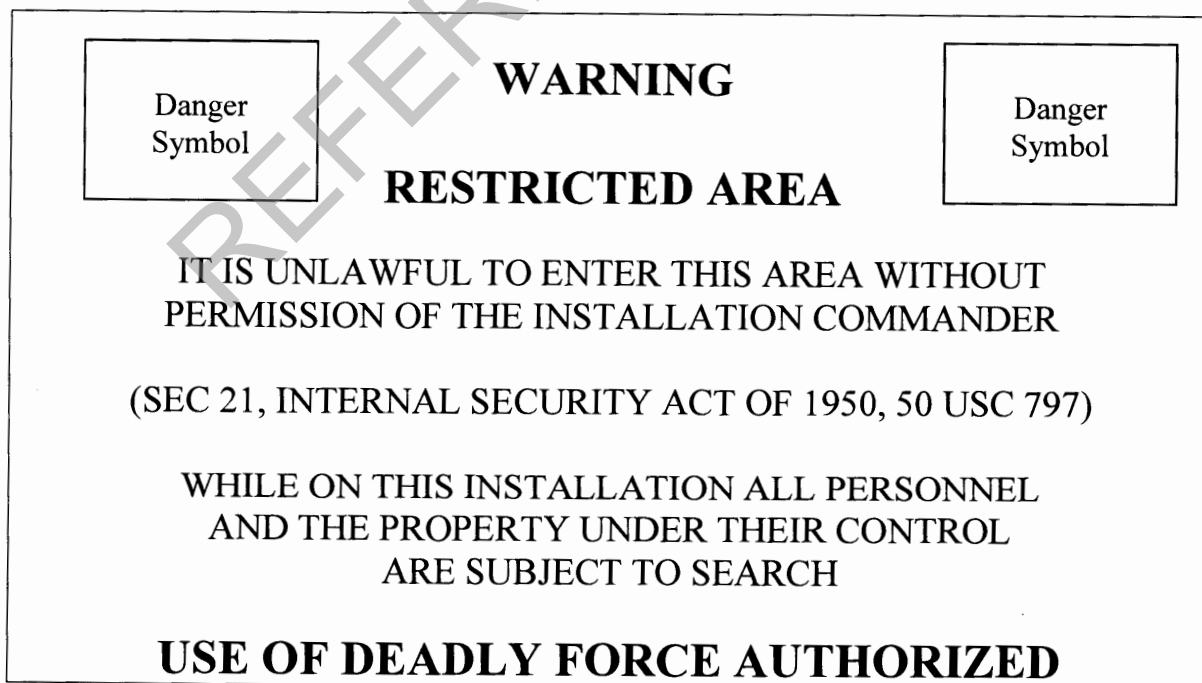 Danger
Symbol
WARNING
Danger
Symbol
RESTRICTED AREA
IT IS UNLAWFUL TO ENTER THIS AREA WITHOUT
PERMISSION OF THE INSTALLATION COMMANDER
(SEC 21, INTERNAL SECURITY ACT OF 1950, 50 USC 797)
WHILE ON THIS INSTALLATION ALL PERSONNEL
AND THE PROPERTY UNDER THEIR CONTROL
ARE SUBJECT TO SEARCH
USE OF DEADLY FORCE AUTHORIZED